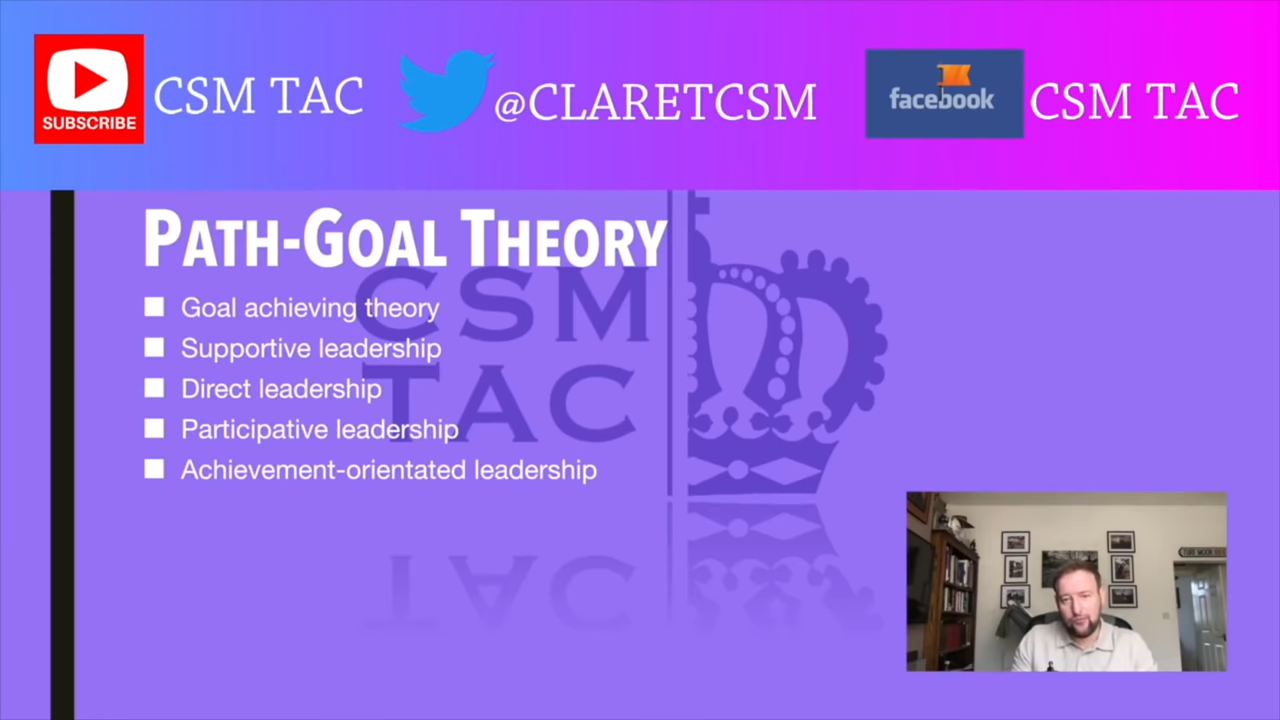 SUBSCRIBE
CSM TAC
@CLARETCSM
facebook
CSM TAC
PATH-GOAL THEORY
CSM
TAC
Goal achieving theory
Supportive leadership
Direct leadership
Participative leadership
Achievement-orientated leadership